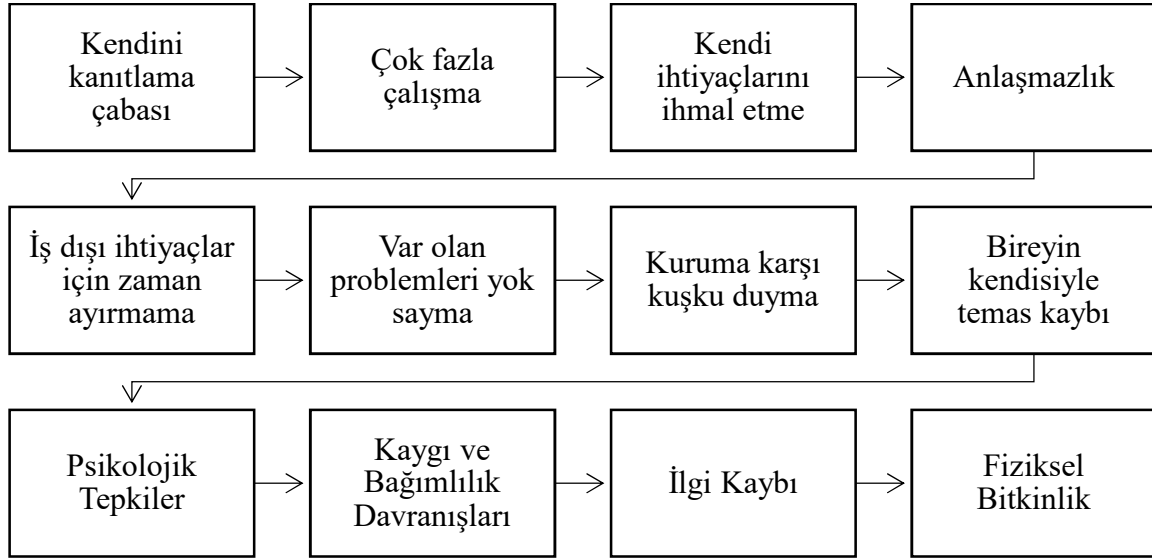 Kendini
kanıtlama
çabası
Çok fazla
çalışma
Kendi
ihtiyaçlarını
ihmal etme
Anlaşmazlık
İş dışı ihtiyaçlar
için zaman
ayırmama
Var olan
problemleri yok
sayma
Kuruma karşı
kuşku duyma
Bireyin
kendisiyle
temas kaybı
Psikolojik
Tepkiler
Kaygı ve
Bağımlılık
Davranışları
İlgi Kaybı
Fiziksel
Bitkinlik